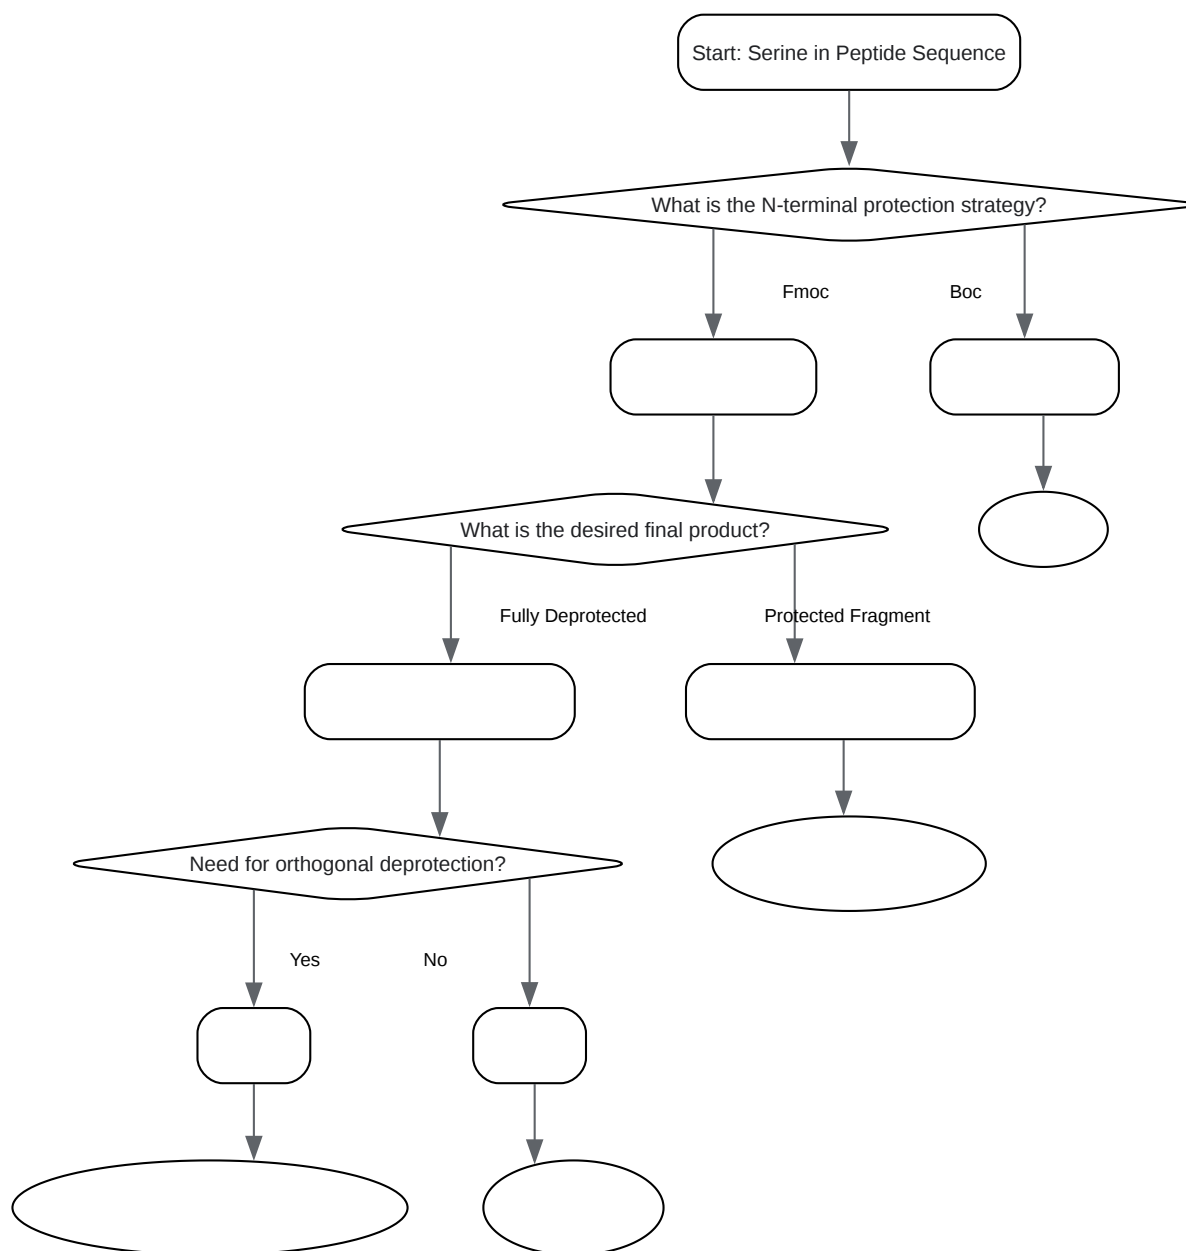 Start: Serine in Peptide Sequence
What is the N-terminal protection strategy?
Fmoc
Boc
What is the desired final product?
Fully Deprotected
Protected Fragment
Need for orthogonal deprotection?
Yes
No